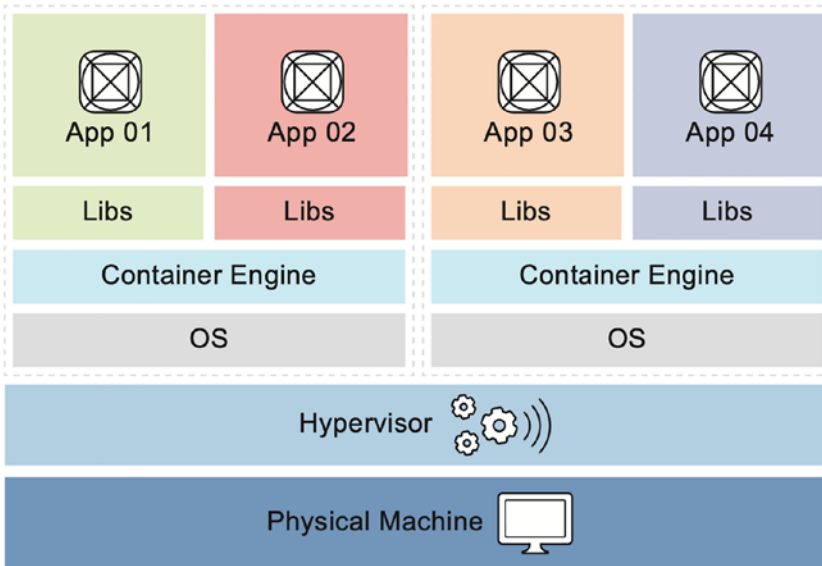 App 01
App 02
App 03
App 04
Libs
Libs
Libs
Libs
Container Engine
Container Engine
OS
OS
Hypervisor
Physical Machine